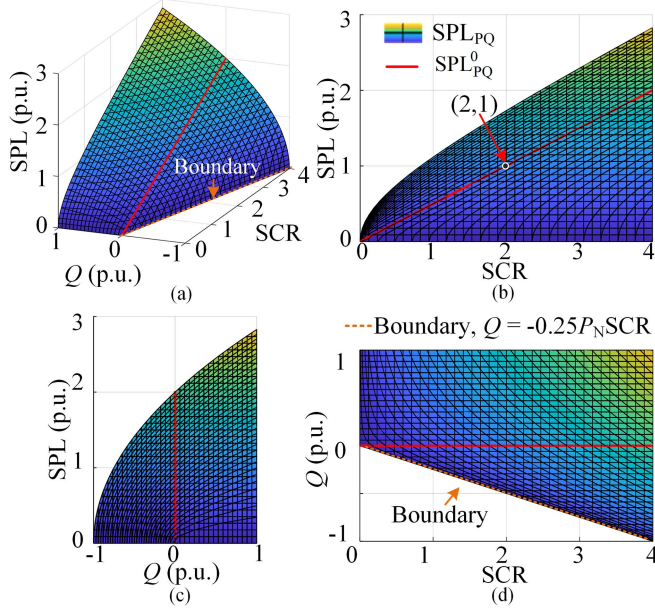 3
2
1
0
SPL (p.u.)
Boundary
1
0
-1
Q (p.u.)
0
1
2
3
4
SCR
(a)
(b)
SPL_PQ
SPL^0_PQ
(2,1)
3
2
1
0
SPL (p.u.)
0
1
2
3
4
SCR
(b)
3
2
1
0
SPL (p.u.)
-1
0
1
Q (p.u.)
(c)
Boundary, Q = -0.25P_NSCR
1
0
-1
Q (p.u.)
Boundary
0
1
2
3
4
SCR
(d)